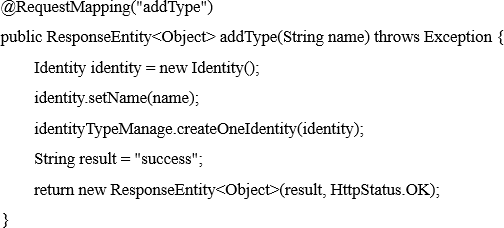 @RequestMapping("addType")
public ResponseEntity<Object> addType(String name) throws Exception {
Identity identity = new Identity();
identity.setName(name);
identityTypeManage.createOneIdentity(identity);
String result = "success";
return new ResponseEntity<Object>(result, HttpStatus.OK);
}